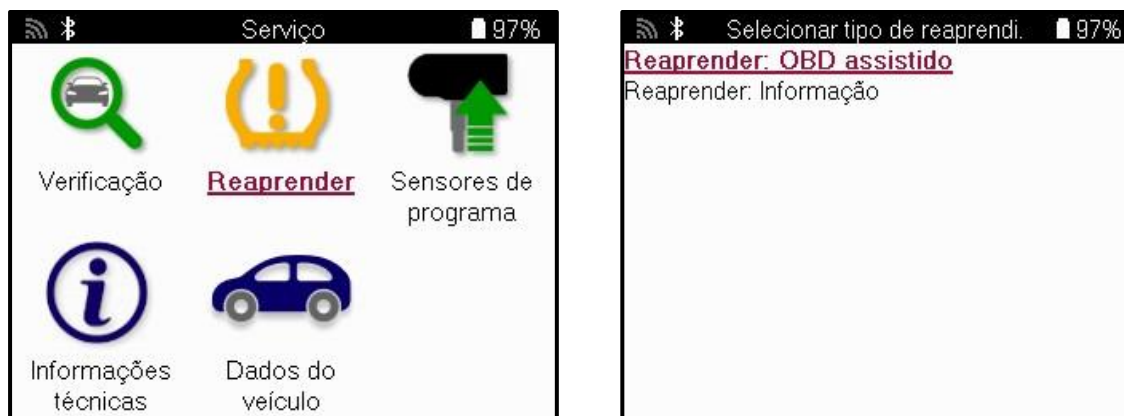 Serviço 97%
Verificação
Reaprender
Sensores de
programa
Informações
técnicas
Dados do
veículo
Selecionar tipo de reaprendi. 97%
Reaprender: OBD assistido
Reaprender: Informação